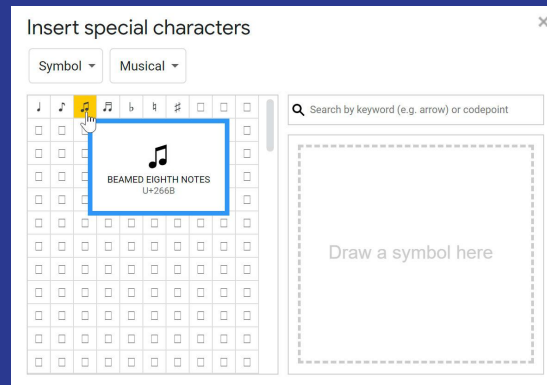 Insert special characters
Symbol Musical
♩ ♪ ♫ ♬ ♭ ♮ ♯
Search by keyword (e.g. arrow) or codepoint
♫
BEAMED EIGHTH NOTES
U+266B
Draw a symbol here